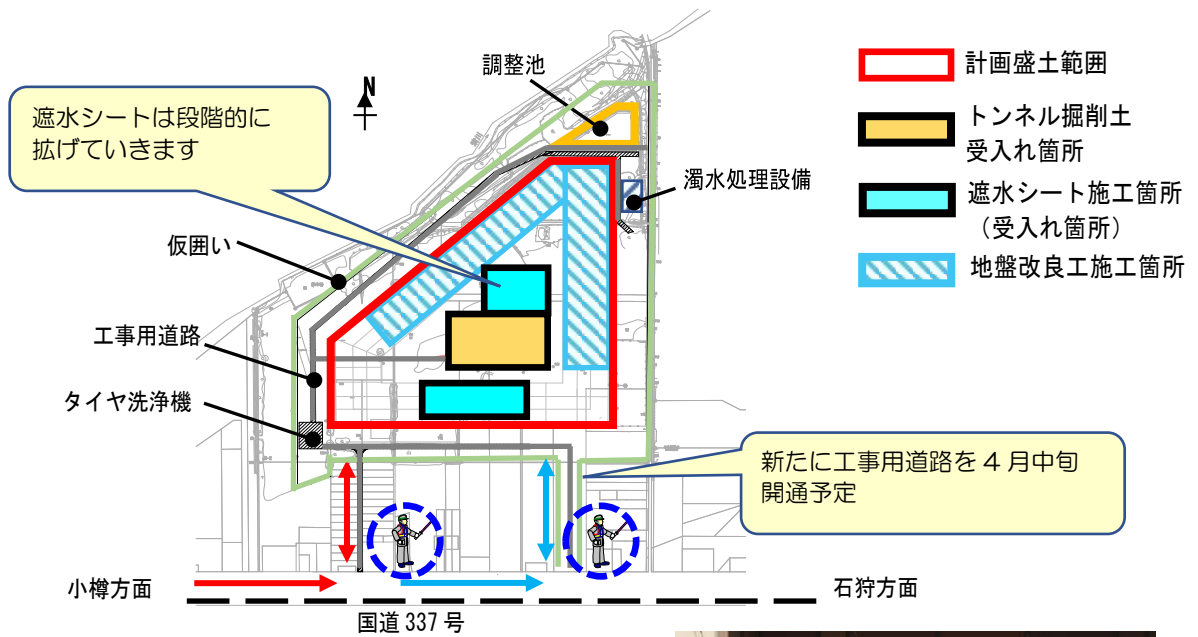 調整池
N
遮水シートは段階的に
拡げていきます
濁水処理設備
仮囲い
工事用道路
タイヤ洗浄機
計画盛土範囲
トンネル掘削土
受入れ箇所
遮水シート施工箇所
（受入れ箇所）
地盤改良工施工箇所
新たに工事用道路を 4 月中旬
開通予定
小樽方面
石狩方面
国道 337 号